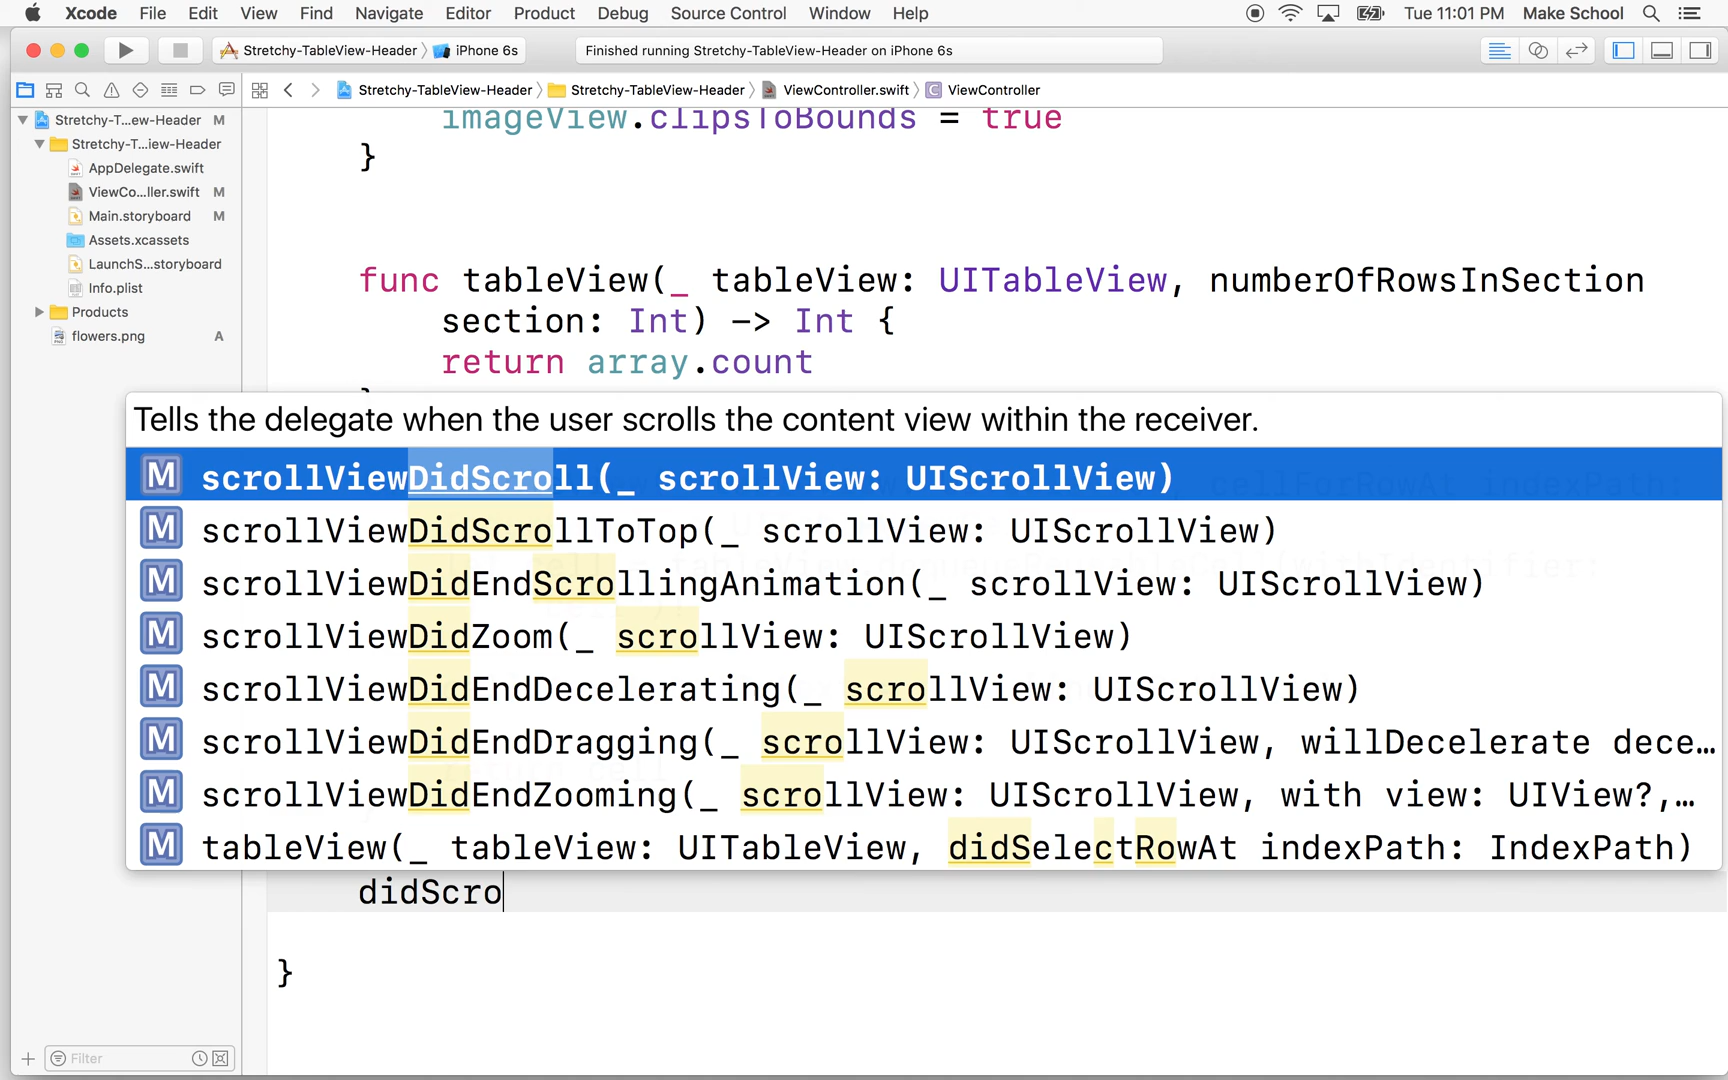 Xcode File Edit View Find Navigate Editor Product Debug Source Control Window Help Tue 11:01 PM Make School
Stretchy-TableView-Header iPhone 6s Finished running Stretchy-TableView-Header on iPhone 6s
Stretchy-TableView-Header Stretchy-TableView-Header ViewController.swift ViewController
Stretchy-T...ew-Header M
Stretchy-T...iew-Header
AppDelegate.swift
ViewCo...ller.swift M
Main.storyboard M
Assets.xcassets
LaunchS...storyboard
Info.plist
Products
flowers.png A
Filter
imageView.clipsToBounds = true
}
func tableView(_ tableView: UITableView, numberOfRowsInSection
section: Int) -> Int {
return array.count
Tells the delegate when the user scrolls the content view within the receiver.
M scrollViewDidScroll(_ scrollView: UIScrollView)
M scrollViewDidScrollToTop(_ scrollView: UIScrollView)
M scrollViewDidEndScrollingAnimation(_ scrollView: UIScrollView)
M scrollViewDidZoom(_ scrollView: UIScrollView)
M scrollViewDidEndDecelerating(_ scrollView: UIScrollView)
M scrollViewDidEndDragging(_ scrollView: UIScrollView, willDecelerate dece...
M scrollViewDidEndZooming(_ scrollView: UIScrollView, with view: UIView?,...
M tableView(_ tableView: UITableView, didSelectRowAt indexPath: IndexPath)
didScro
}